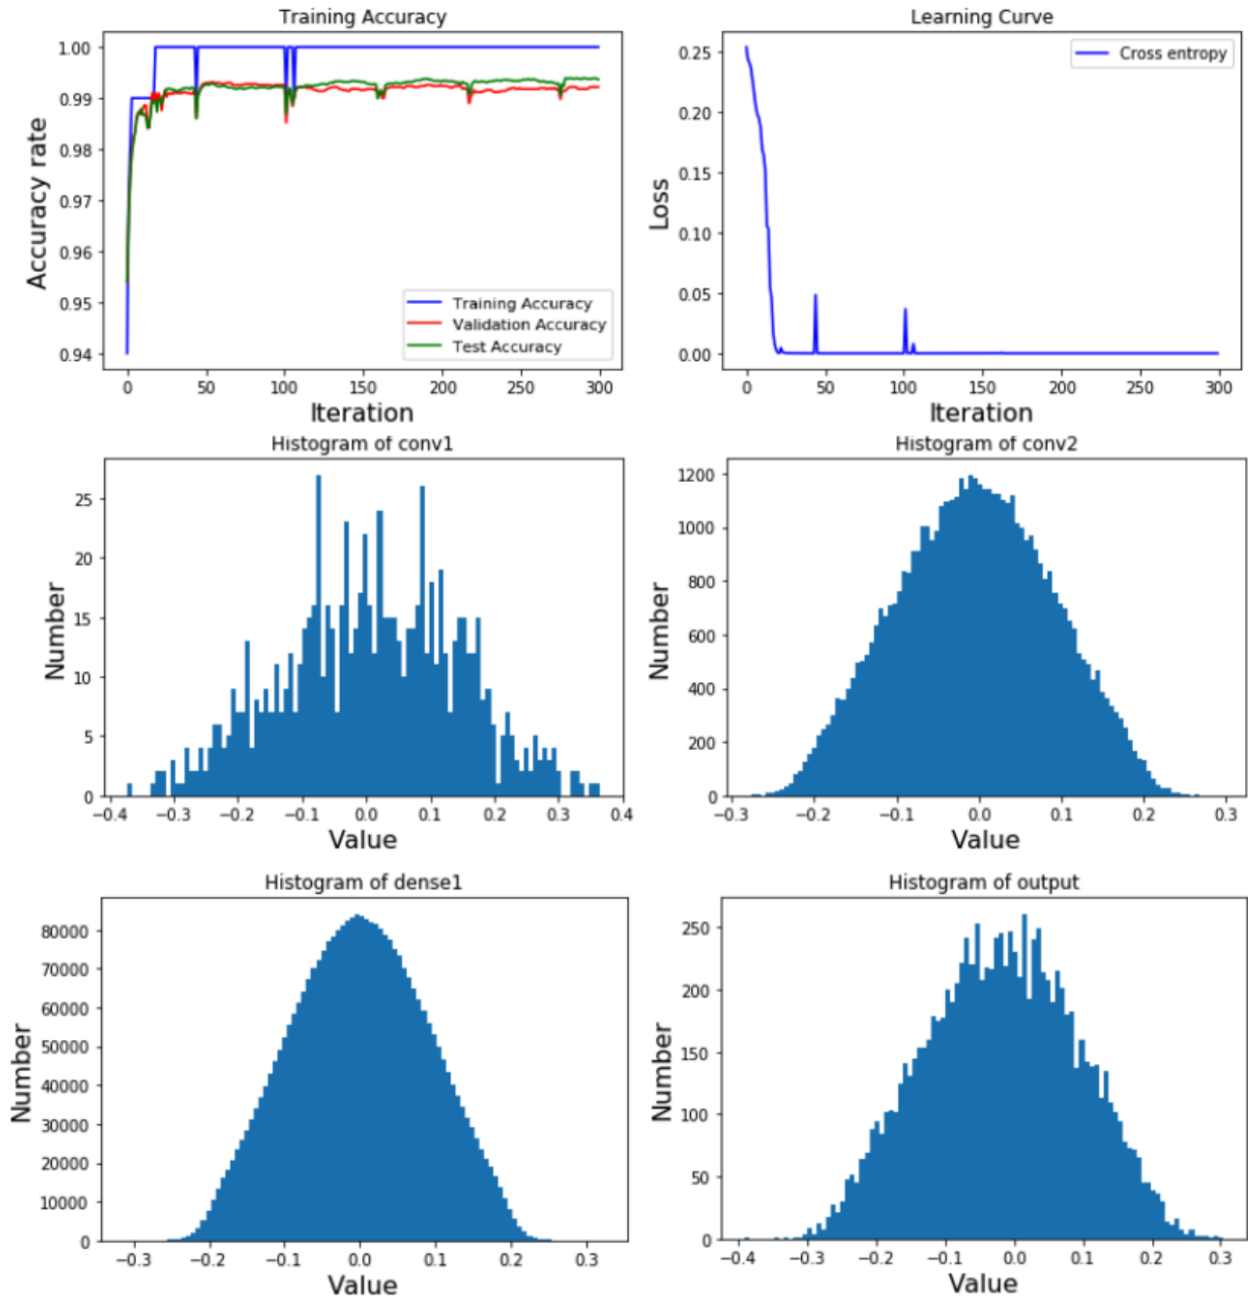 Training Accuracy
1.00
0.99
0.98
0.97
0.96
0.95
0.94
Accuracy rate
Training Accuracy
Validation Accuracy
Test Accuracy
0 50 100 150 200 250 300
Iteration
Learning Curve
0.25
0.20
0.15
0.10
0.05
0.00
Loss
Cross entropy
0 50 100 150 200 250 300
Iteration
Histogram of conv1
25
20
15
10
5
0
Number
−0.4 −0.3 −0.2 −0.1 0.0 0.1 0.2 0.3 0.4
Value
Histogram of conv2
1200
1000
800
600
400
200
0
Number
−0.3 −0.2 −0.1 0.0 0.1 0.2 0.3
Value
Histogram of dense1
80000
70000
60000
50000
40000
30000
20000
10000
0
Number
−0.3 −0.2 −0.1 0.0 0.1 0.2 0.3
Value
Histogram of output
250
200
150
100
50
0
Number
−0.4 −0.3 −0.2 −0.1 0.0 0.1 0.2 0.3
Value